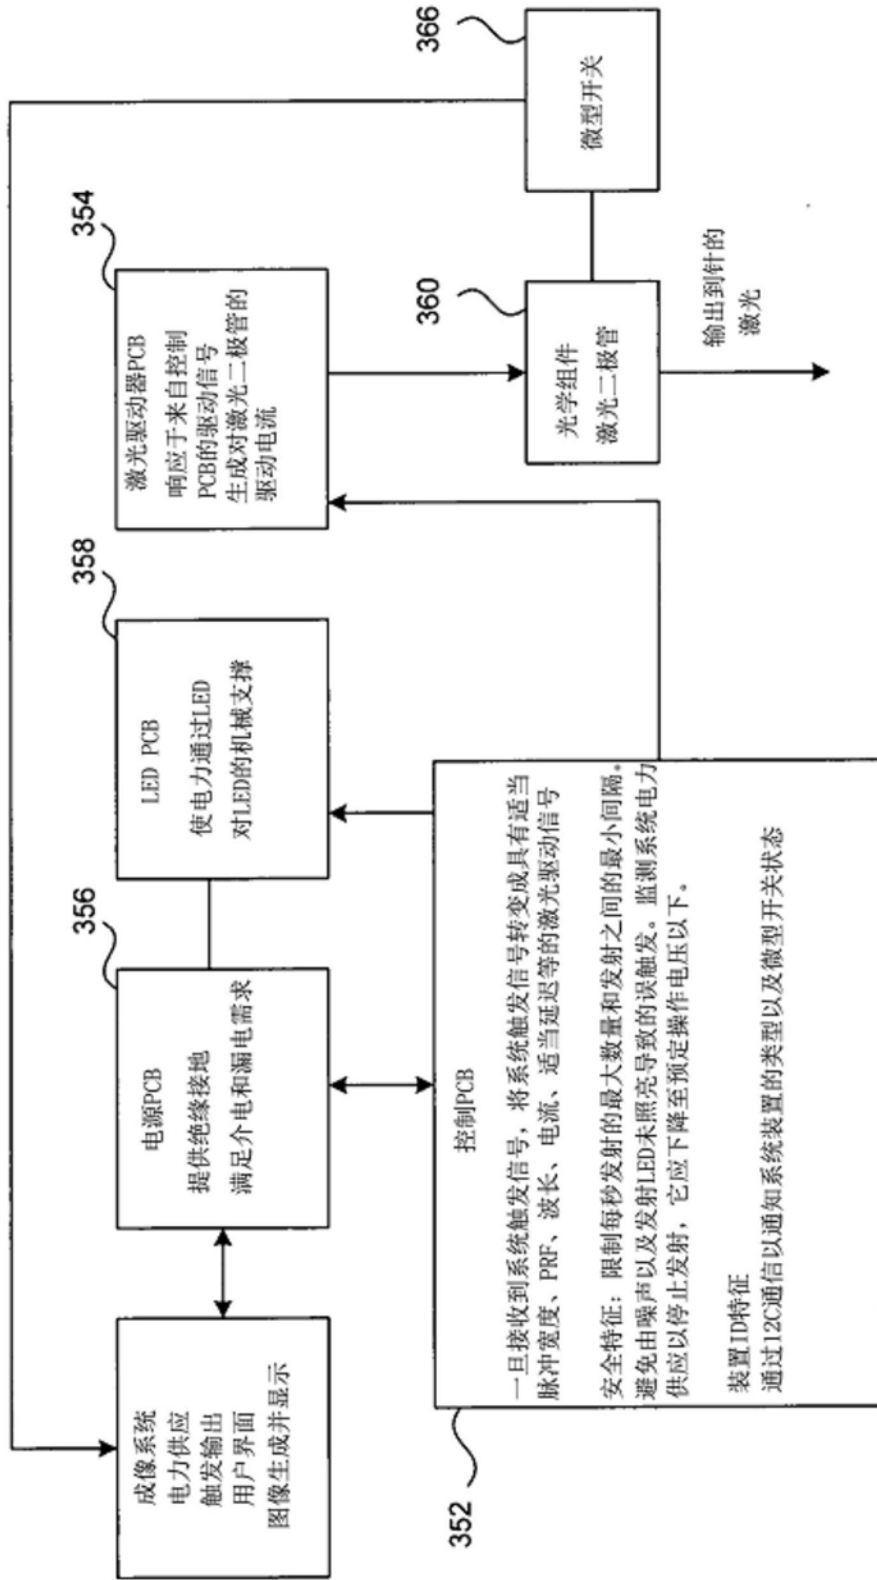 成像系统
电力供应
触发输出
用户界面
图像生成并显示
356
电源PCB
提供绝缘接地
满足介电和漏电需求
358
LED PCB
使电力通过LED
对LED的机械支撑
354
激光驱动器PCB
响应于来自控制
PCB的驱动信号
生成对激光二极管的
驱动电流
352
控制PCB
一旦接收到系统触发信号，将系统触发信号转变成具有适当
脉冲宽度、PRF、波长、电流、适当延迟等的激光驱动信号
安全特征：限制每秒发射的最大数量和发射之间的最小间隔。
避免由噪声以及发射LED未照亮导致的误触发。监测系统电力
供应以停止发射，它应下降至预定操作电压以下。
装置ID特征
通过I2C通信以通知系统装置的类型以及微型开关状态
360
光学组件
激光二极管
366
微型开关
输出到针的
激光